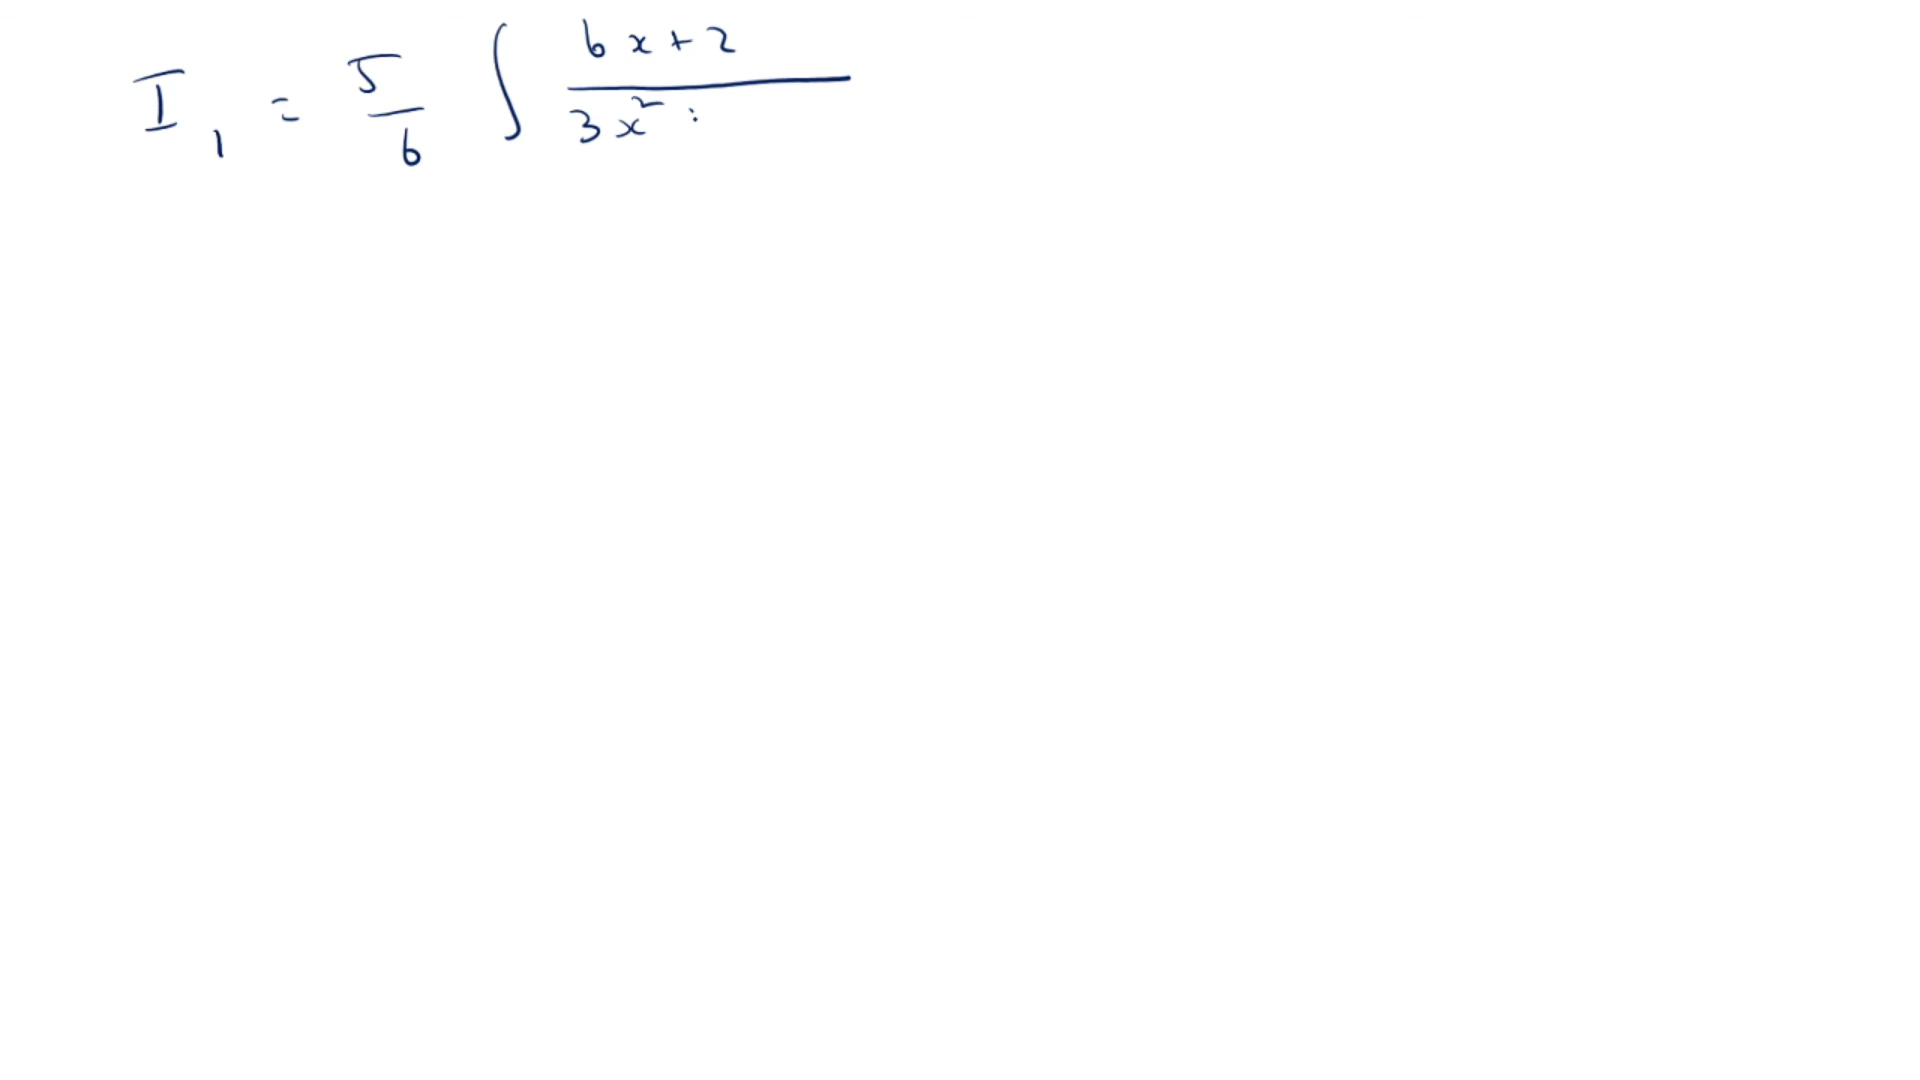 I₁ = 5/6 ∫ (6x + 2)/(3x² :